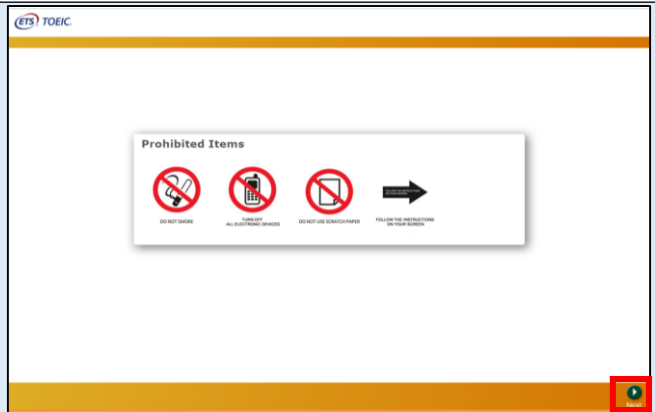 ETS TOEIC
Prohibited Items
DO NOT SMOKE
TURN OFF
ALL ELECTRONIC DEVICES
DO NOT USE SCRATCH PAPER
FOLLOW THE INSTRUCTIONS
ON YOUR SCREEN
Next